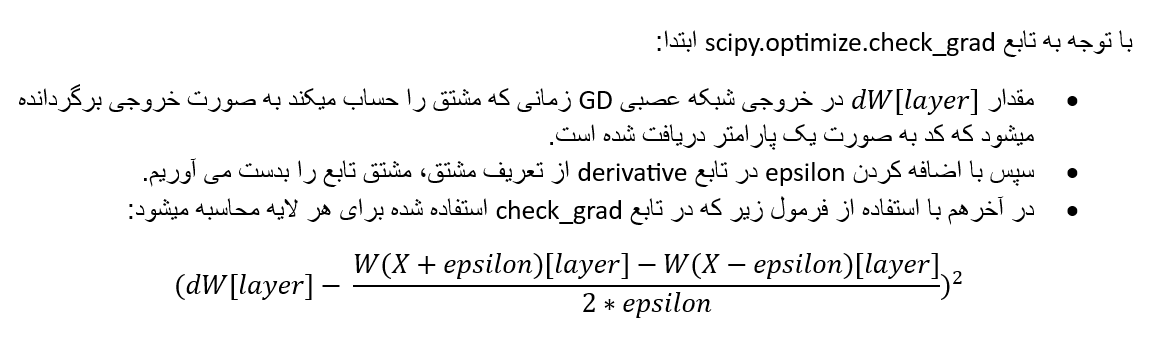 با توجه به تابع scipy.optimize.check_grad ابتدا:
• مقدار dW[layer] در خروجی شبکه عصبی GD زمانی که مشتق را حساب میکند به صورت خروجی برگردانده
میشود که کد به صورت یک پارامتر دریافت شده است.
• سپس با اضافه کردن epsilon در تابع derivative از تعریف مشتق، مشتق تابع را بدست می آوریم.
• در آخرهم با استفاده از فرمول زیر که در تابع check_grad استفاده شده برای هر لایه محاسبه میشود:
(dW[layer] − \frac{W(X + epsilon)[layer] − W(X − epsilon)[layer]}{2 * epsilon})^2